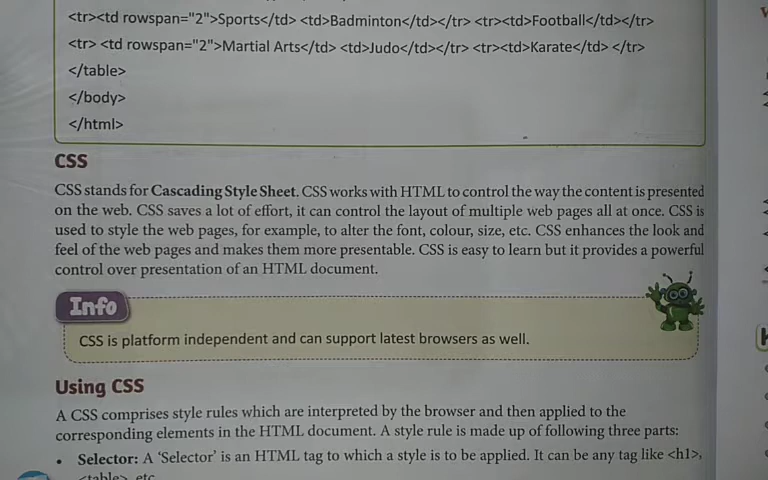 <tr><td rowspan="2">Sports</td> <td>Badminton</td></tr> <tr><td>Football</td></tr>
<tr> <td rowspan="2">Martial Arts</td> <td>Judo</td></tr> <tr><td>Karate</td> </tr>
</table>
</body>
</html>
CSS
CSS stands for Cascading Style Sheet. CSS works with HTML to control the way the content is presented
on the web. CSS saves a lot of effort, it can control the layout of multiple web pages all at once. CSS is
used to style the web pages, for example, to alter the font, colour, size, etc. CSS enhances the look and
feel of the web pages and makes them more presentable. CSS is easy to learn but it provides a powerful
control over presentation of an HTML document.
Info
CSS is platform independent and can support latest browsers as well.
Using CSS
A CSS comprises style rules which are interpreted by the browser and then applied to the
corresponding elements in the HTML document. A style rule is made up of following three parts:
• Selector: A 'Selector' is an HTML tag to which a style is to be applied. It can be any tag like <h1>,
<table> etc